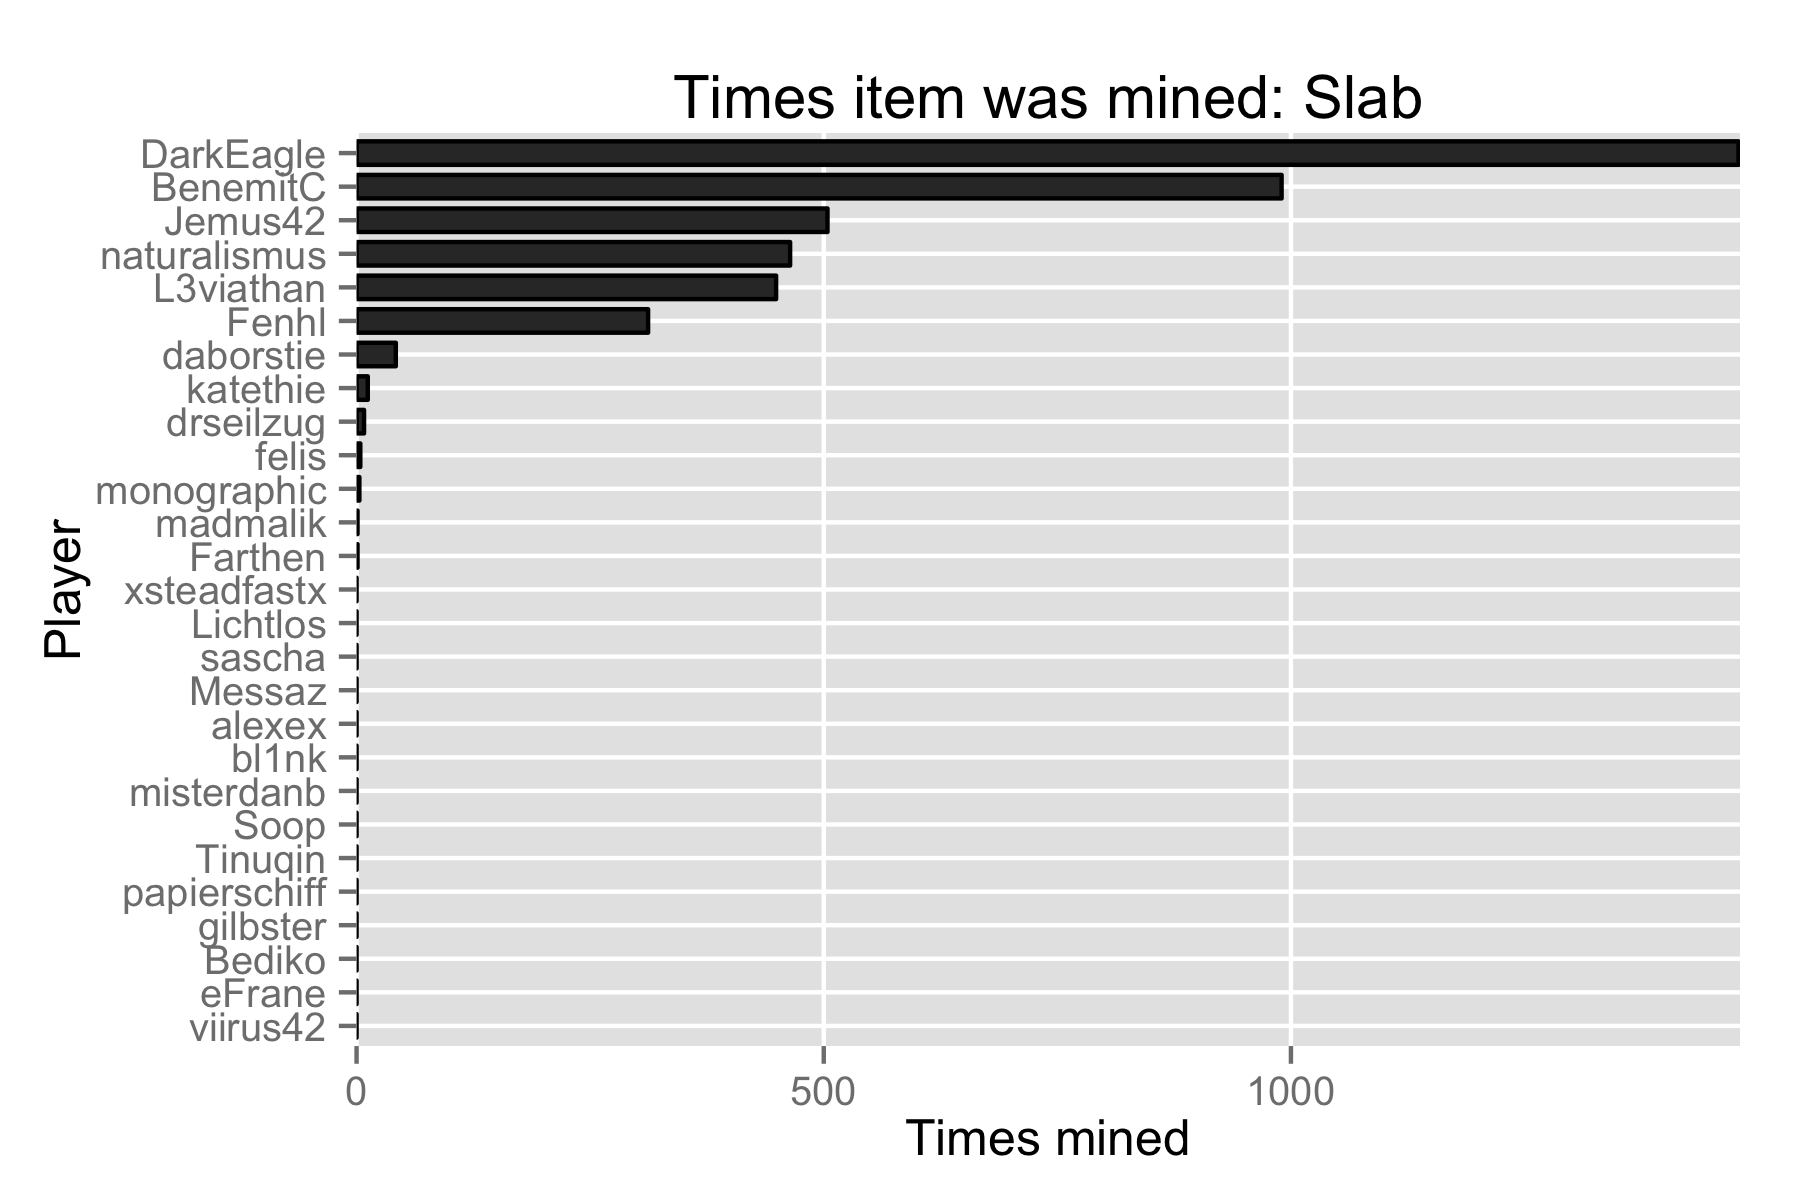 Times item was mined: Slab
DarkEagle
BenemitC
Jemus42
naturalismus
L3viathan
Fenhl
daborstie
katethie
drseilzug
felis
monographic
madmalik
Farthen
xsteadfastx
Lichtlos
sascha
Messaz
alexex
bl1nk
misterdanb
Soop
Tinuqin
papierschiff
gilbster
Bediko
eFrane
viirus42
Player
0 500 1000
Times mined